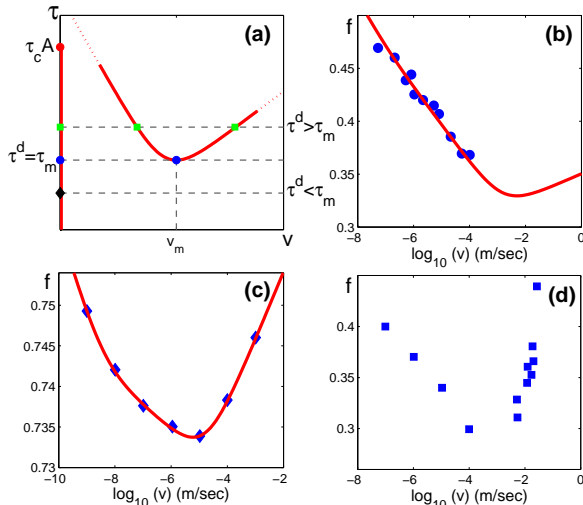 τ
(a)
τcA
τd>τm
τd=τm
τd<τm
vm
v
f
(b)
0.45
0.4
0.35
0.3
−8
−6
−4
−2
0
log10 (v) (m/sec)
f
(c)
0.75
0.745
0.74
0.735
0.73
−10
−8
−6
−4
−2
log10 (v) (m/sec)
f
(d)
0.4
0.35
0.3
−8
−6
−4
−2
0
log10 (v) (m/sec)